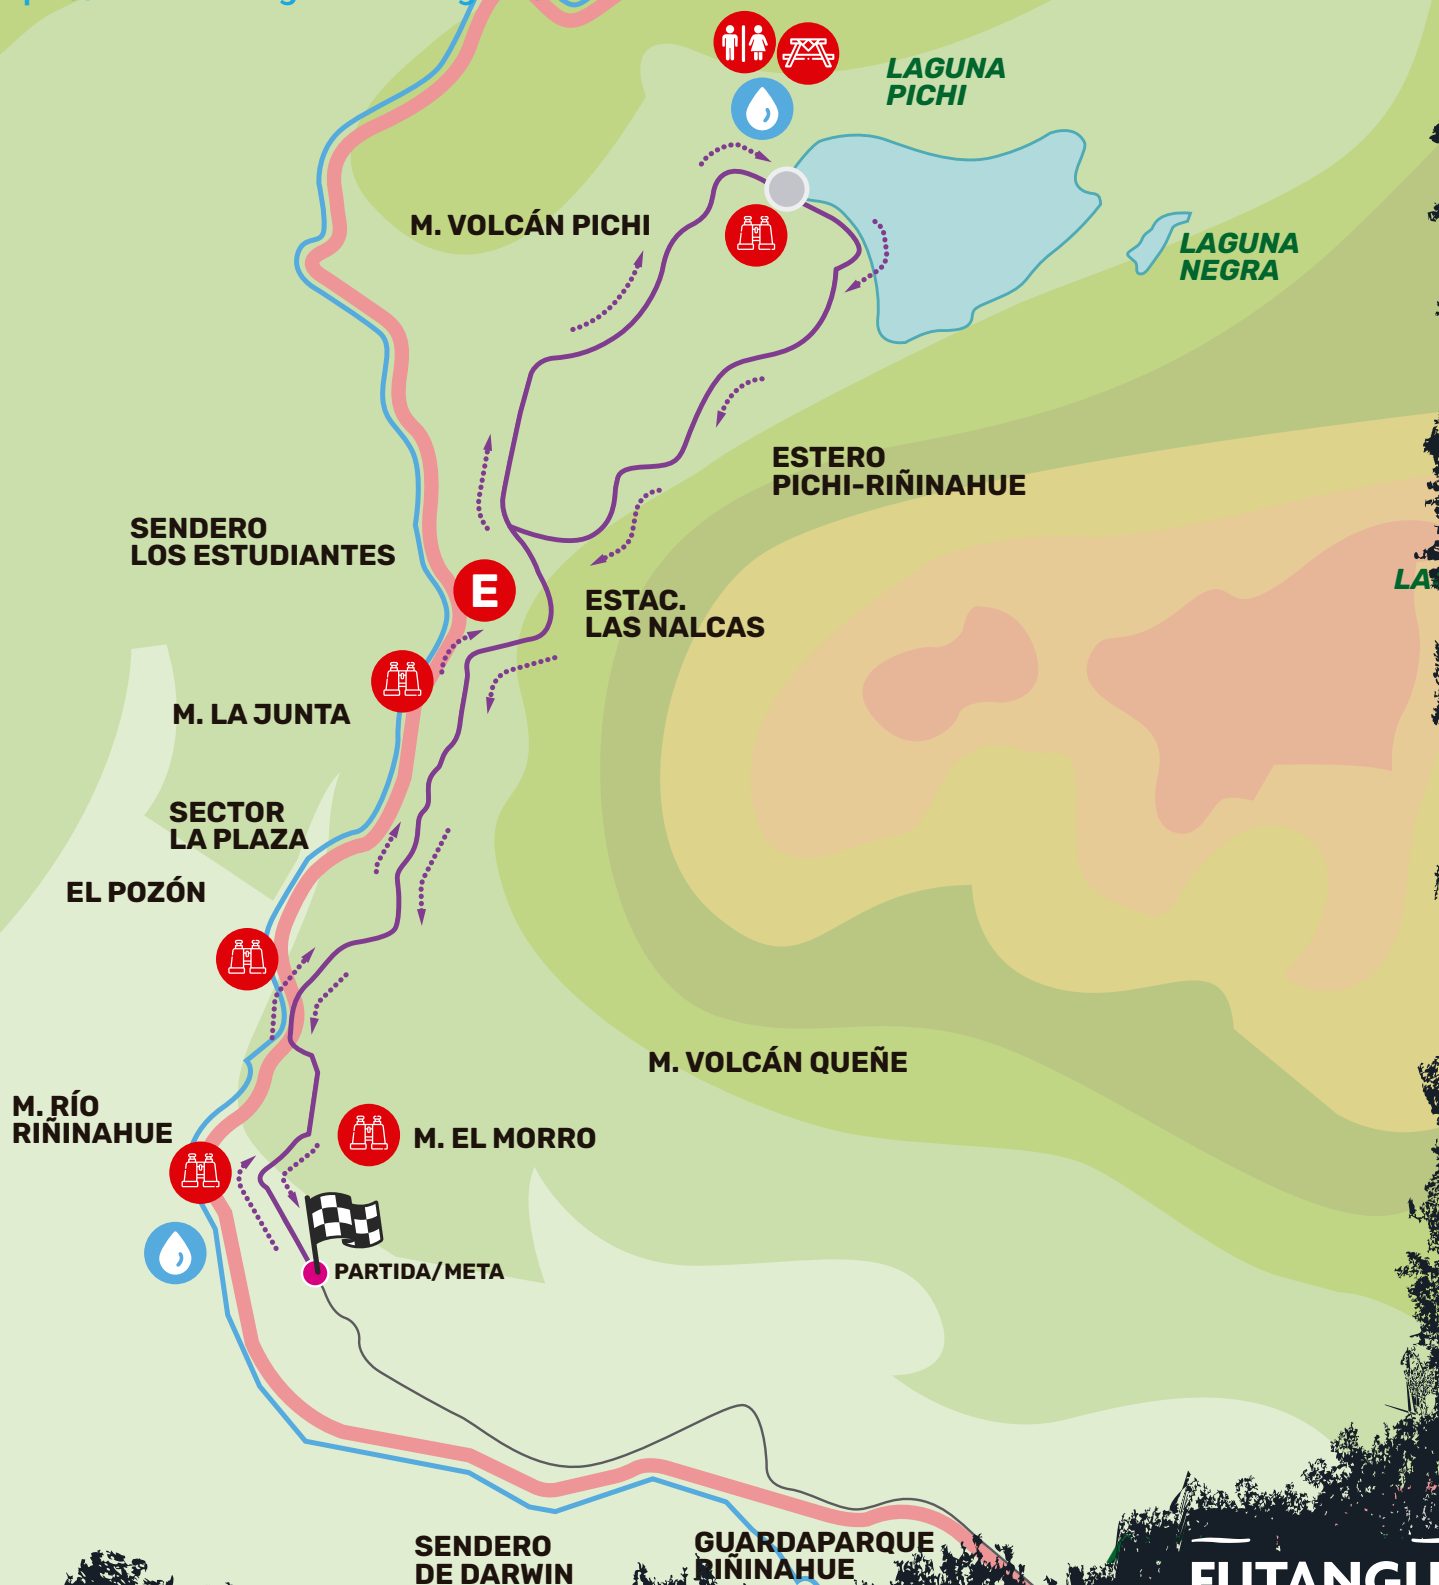 LAGUNA
PICHI
M. VOLCÁN PICHI
LAGUNA
NEGRA
ESTERO
PICHI-RIÑINAHUE
SENDERO
LOS ESTUDIANTES
E
ESTAC.
LAS NALCAS
M. LA JUNTA
SECTOR
LA PLAZA
EL POZÓN
M. VOLCÁN QUEÑE
M. RÍO
RIÑINAHUE
M. EL MORRO
PARTIDA/META
SENDERO
DE DARWIN
GUARDAPARQUE
RIÑINAHUE